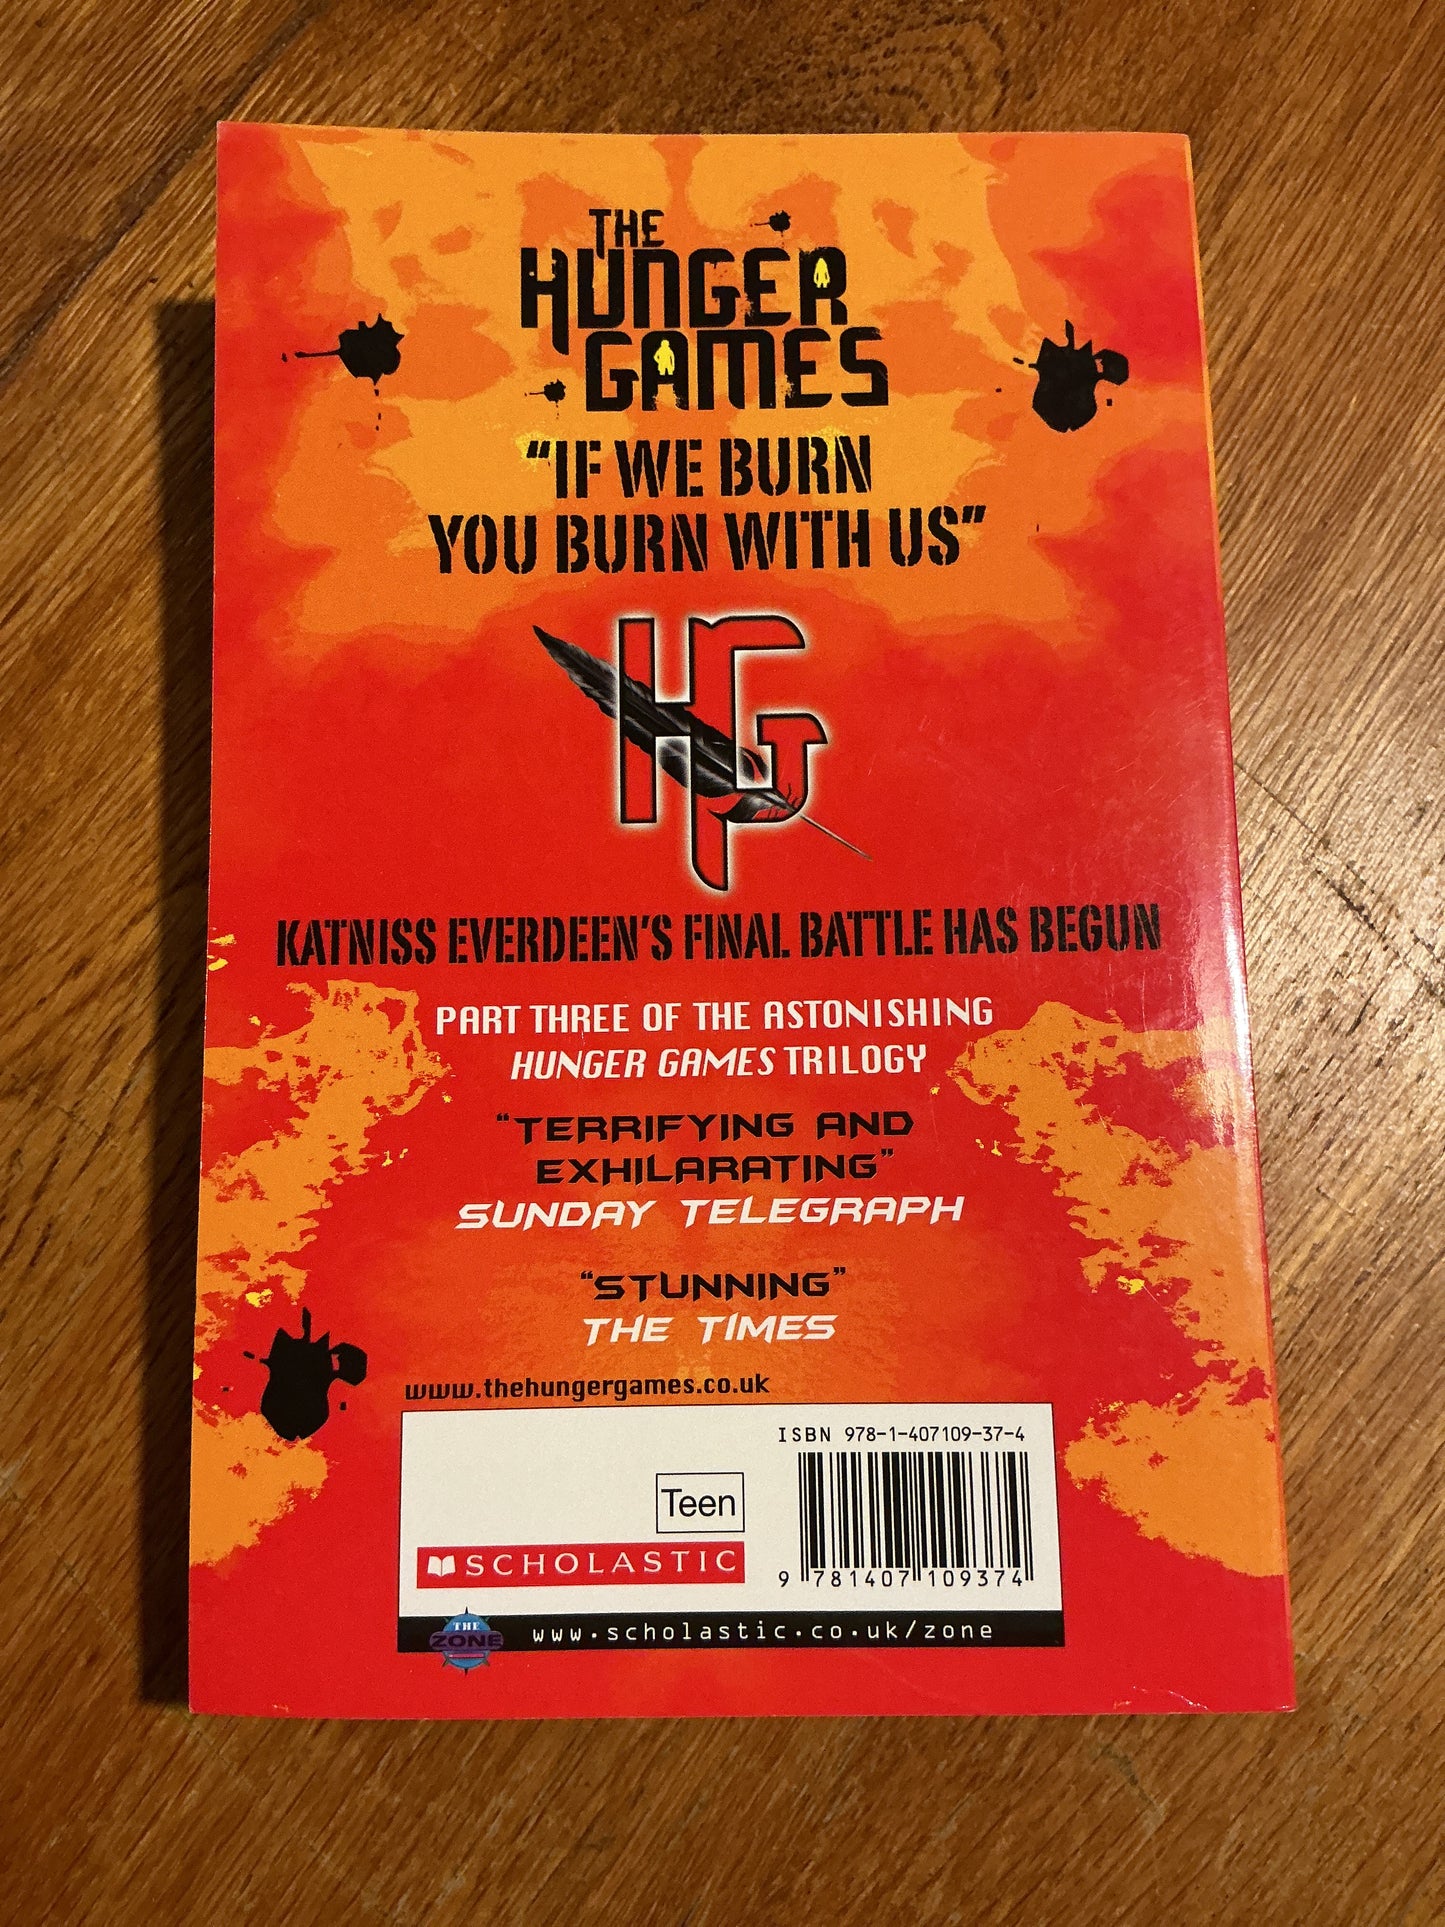 THE
HUNGER
GAMES
"IF WE BURN
YOU BURN WITH US"
HG
KATNISS EVERDEEN'S FINAL BATTLE HAS BEGUN
PART THREE OF THE ASTONISHING
HUNGER GAMES TRILOGY
"TERRIFYING AND
EXHILARATING"
SUNDAY TELEGRAPH
"STUNNING"
THE TIMES
www.thehungergames.co.uk
ISBN 978-1-407109-37-4
Teen
SCHOLASTIC
9 781407 109374
THE
ZONE
www.scholastic.co.uk/zone